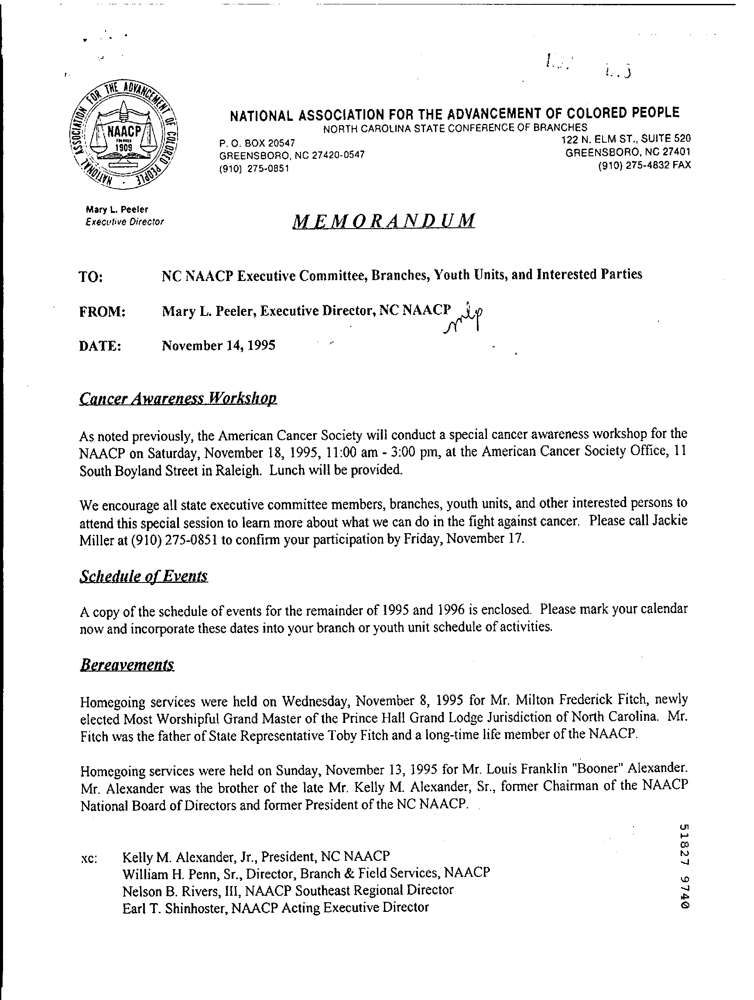 NATIONAL ASSOCIATION FOR THE ADVANCEMENT OF COLORED PEOPLE
NAACP
FOUNDED
1909
NATIONAL ASSOCIATION FOR THE ADVANCEMENT OF COLORED PEOPLE
NORTH CAROLINA STATE CONFERENCE OF BRANCHES
P. O. BOX 20547
GREENSBORO, NC 27420-0547
(910) 275-0851
122 N. ELM ST., SUITE 520
GREENSBORO, NC 27401
(910) 275-4832 FAX
Mary L. Peeler
Executive Director
MEMORANDUM
TO: NC NAACP Executive Committee, Branches, Youth Units, and Interested Parties
FROM: Mary L. Peeler, Executive Director, NC NAACP mlp
DATE: November 14, 1995
Cancer Awareness Workshop
As noted previously, the American Cancer Society will conduct a special cancer awareness workshop for the
NAACP on Saturday, November 18, 1995, 11:00 am - 3:00 pm, at the American Cancer Society Office, 11
South Boyland Street in Raleigh. Lunch will be provided.
We encourage all state executive committee members, branches, youth units, and other interested persons to
attend this special session to learn more about what we can do in the fight against cancer. Please call Jackie
Miller at (910) 275-0851 to confirm your participation by Friday, November 17.
Schedule of Events
A copy of the schedule of events for the remainder of 1995 and 1996 is enclosed. Please mark your calendar
now and incorporate these dates into your branch or youth unit schedule of activities.
Bereavements
Homegoing services were held on Wednesday, November 8, 1995 for Mr. Milton Frederick Fitch, newly
elected Most Worshipful Grand Master of the Prince Hall Grand Lodge Jurisdiction of North Carolina. Mr.
Fitch was the father of State Representative Toby Fitch and a long-time life member of the NAACP.
Homegoing services were held on Sunday, November 13, 1995 for Mr. Louis Franklin "Booner" Alexander.
Mr. Alexander was the brother of the late Mr. Kelly M. Alexander, Sr., former Chairman of the NAACP
National Board of Directors and former President of the NC NAACP.
xc: Kelly M. Alexander, Jr., President, NC NAACP
William H. Penn, Sr., Director, Branch & Field Services, NAACP
Nelson B. Rivers, III, NAACP Southeast Regional Director
Earl T. Shinhoster, NAACP Acting Executive Director
51827 9740